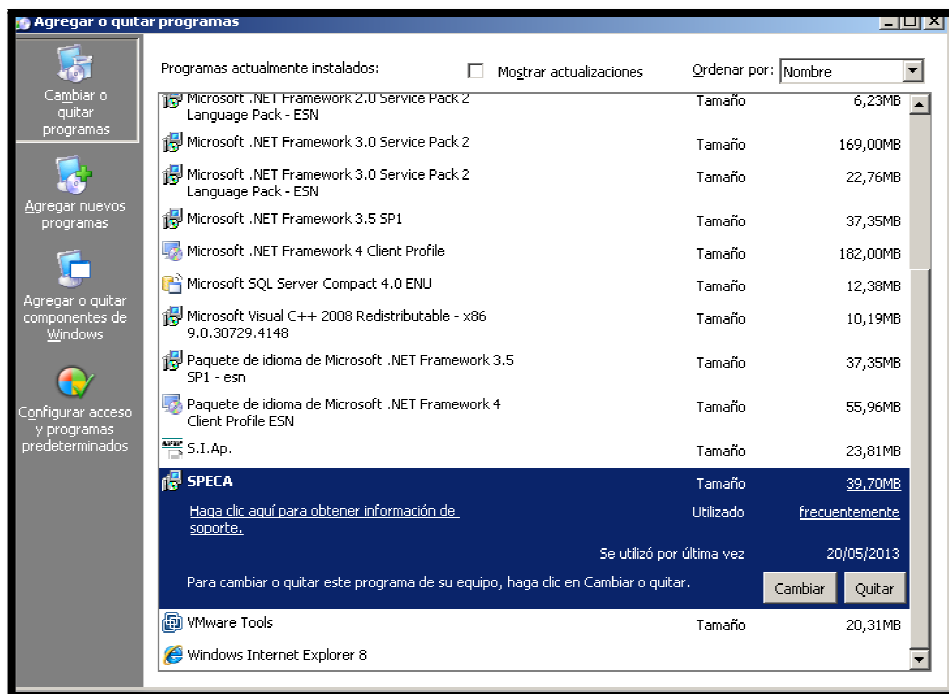 Agregar o quitar programas
Cambiar o
quitar
programas
Agregar nuevos
programas
Agregar o quitar
componentes de
Windows
Configurar acceso
y programas
predeterminados
Programas actualmente instalados:
Mostrar actualizaciones
Ordenar por: Nombre
Microsoft .NET Framework 2.0 Service Pack 2 Tamaño 6,23MB
Language Pack - ESN
Microsoft .NET Framework 3.0 Service Pack 2 Tamaño 169,00MB
Microsoft .NET Framework 3.0 Service Pack 2 Tamaño 22,76MB
Language Pack - ESN
Microsoft .NET Framework 3.5 SP1 Tamaño 37,35MB
Microsoft .NET Framework 4 Client Profile Tamaño 182,00MB
Microsoft SQL Server Compact 4.0 ENU Tamaño 12,38MB
Microsoft Visual C++ 2008 Redistributable - x86 Tamaño 10,19MB
9.0.30729.4148
Paquete de idioma de Microsoft .NET Framework 3.5 Tamaño 37,35MB
SP1 - esn
Paquete de idioma de Microsoft .NET Framework 4 Tamaño 55,96MB
Client Profile ESN
S.I.Ap. Tamaño 23,81MB
SPECA Tamaño 39,70MB
Haga clic aquí para obtener información de Utilizado frecuentemente
soporte.
Se utilizó por última vez 20/05/2013
Para cambiar o quitar este programa de su equipo, haga clic en Cambiar o quitar. Cambiar Quitar
VMware Tools Tamaño 20,31MB
Windows Internet Explorer 8